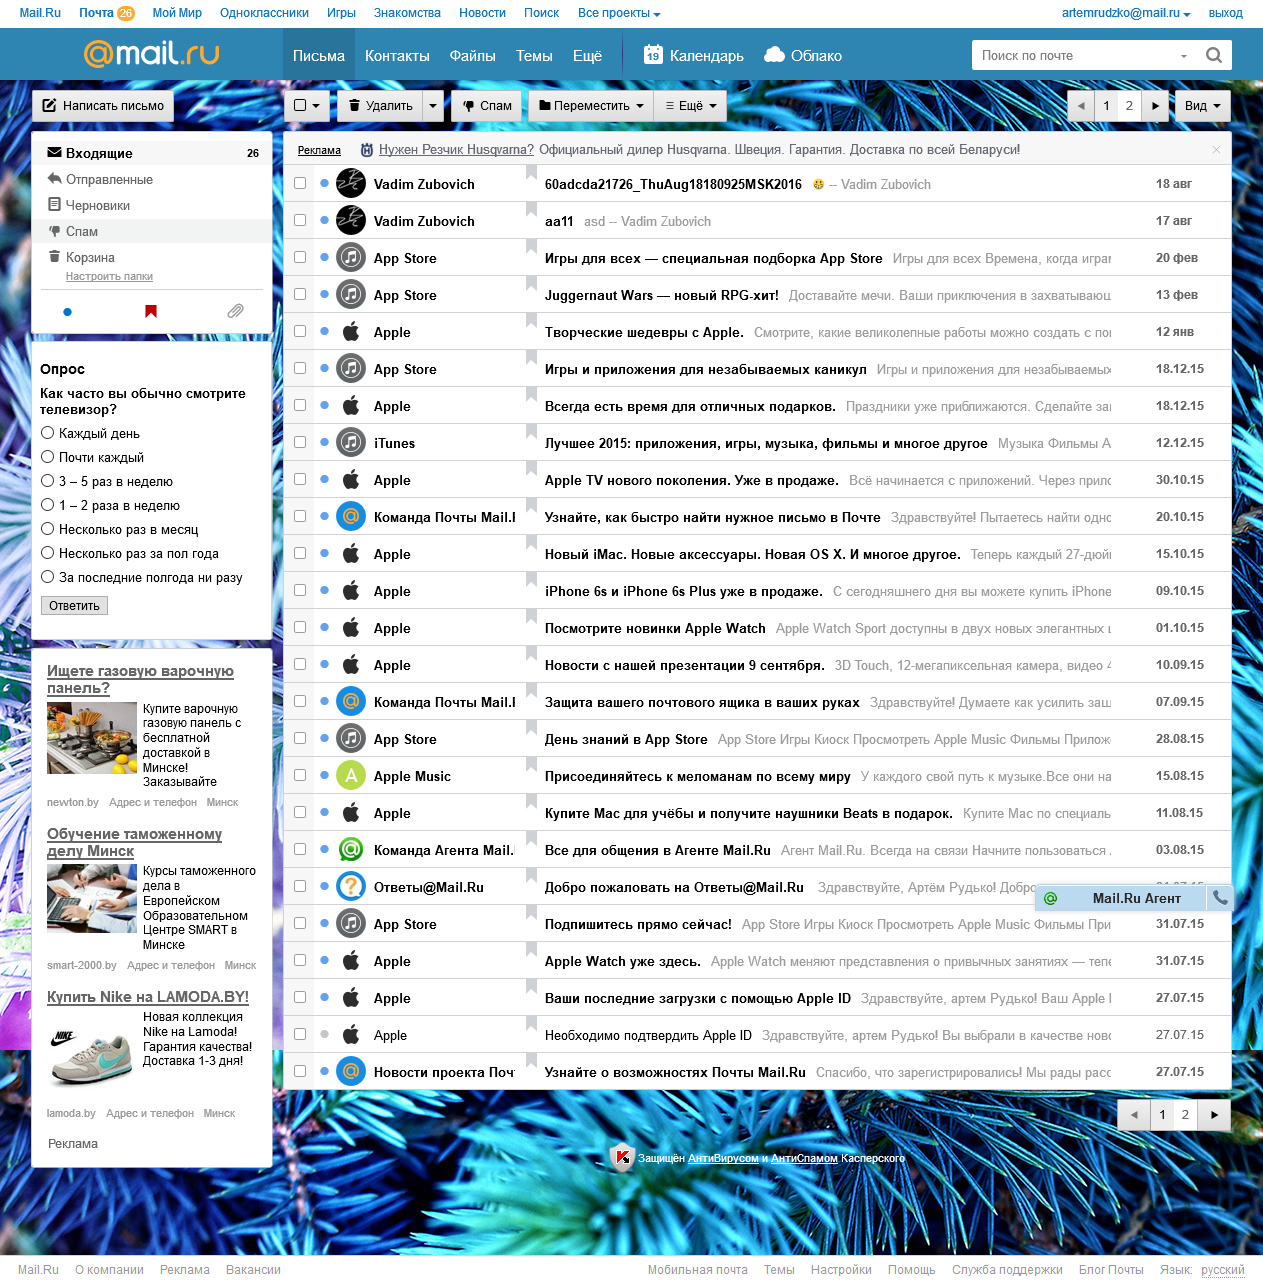 Mail.Ru Почта 26 Мой Мир Одноклассники Игры Знакомства Новости Поиск Все проекты artemrudzko@mail.ru выход
@mail.ru Письма Контакты Файлы Темы Ещё 19 Календарь Облако Поиск по почте
Написать письмо Удалить Спам Переместить Ещё 1 2 Вид
Входящие 26
Отправленные
Черновики
Спам
Корзина
Настроить папки
Опрос
Как часто вы обычно смотрите
телевизор?
Каждый день
Почти каждый
3 – 5 раз в неделю
1 – 2 раза в неделю
Несколько раз в месяц
Несколько раз за пол года
За последние полгода ни разу
Ответить
Ищете газовую варочную
панель?
Купите варочную
газовую панель с
бесплатной
доставкой в
Минске!
Заказывайте
newton.by Адрес и телефон Минск
Обучение таможенному
делу Минск
Курсы таможенного
дела в
Европейском
Образовательном
Центре SMART в
Минске
smart-2000.by Адрес и телефон Минск
Купить Nike на LAMODA.BY!
NIKE
Новая коллекция
Nike на Lamoda!
Гарантия качества!
Доставка 1-3 дня!
lamoda.by Адрес и телефон Минск
Реклама
Реклама Нужен Резчик Husqvarna? Официальный дилер Husqvarna. Швеция. Гарантия. Доставка по всей Беларуси!
Vadim Zubovich 60adcda21726_ThuAug18180925MSK2016 -- Vadim Zubovich 18 авг
Vadim Zubovich aa11 asd -- Vadim Zubovich 17 авг
App Store Игры для всех — специальная подборка App Store Игры для всех Времена, когда играм 20 фев
App Store Juggernaut Wars — новый RPG-хит! Доставайте мечи. Ваши приключения в захватывающ 13 фев
Apple Творческие шедевры с Apple. Смотрите, какие великолепные работы можно создать с по 12 янв
App Store Игры и приложения для незабываемых каникул Игры и приложения для незабываемых 18.12.15
Apple Всегда есть время для отличных подарков. Праздники уже приближаются. Сделайте за 18.12.15
iTunes Лучшее 2015: приложения, игры, музыка, фильмы и многое другое Музыка Фильмы A 12.12.15
Apple Apple TV нового поколения. Уже в продаже. Всё начинается с приложений. Через прило 30.10.15
@ Команда Почты Mail.R Узнайте, как быстро найти нужное письмо в Почте Здравствуйте! Пытаетесь найти одно 20.10.15
Apple Новый iMac. Новые аксессуары. Новая OS X. И многое другое. Теперь каждый 27-дюйм 15.10.15
Apple iPhone 6s и iPhone 6s Plus уже в продаже. С сегодняшнего дня вы можете купить iPhone 09.10.15
Apple Посмотрите новинки Apple Watch Apple Watch Sport доступны в двух новых элегантных ц 01.10.15
Apple Новости с нашей презентации 9 сентября. 3D Touch, 12-мегапиксельная камера, видео 4 10.09.15
@ Команда Почты Mail.R Защита вашего почтового ящика в ваших руках Здравствуйте! Думаете как усилить защ 07.09.15
App Store День знаний в App Store App Store Игры Киоск Просмотреть Apple Music Фильмы Прилож 28.08.15
A Apple Music Присоединяйтесь к меломанам по всему миру У каждого свой путь к музыке.Все они на 15.08.15
Apple Купите Mac для учёбы и получите наушники Beats в подарок. Купите Mac по специаль 11.08.15
@ Команда Агента Mail. Все для общения в Агенте Mail.Ru Агент Mail.Ru. Всегда на связи Начните пользоваться 03.08.15
? Ответы@Mail.Ru Добро пожаловать на Ответы@Mail.Ru Здравствуйте, Артём Рудько! Добро
@ Mail.Ru Агент
App Store Подпишитесь прямо сейчас! App Store Игры Киоск Просмотреть Apple Music Фильмы При 31.07.15
Apple Apple Watch уже здесь. Apple Watch меняют представления о привычных занятиях — тепе 31.07.15
Apple Ваши последние загрузки с помощью Apple ID Здравствуйте, артем Рудько! Ваш Apple I 27.07.15
Apple Необходимо подтвердить Apple ID Здравствуйте, артем Рудько! Вы выбрали в качестве ново 27.07.15
@ Новости проекта Почт Узнайте о возможностях Почты Mail.Ru Спасибо, что зарегистрировались! Мы рады расс 27.07.15
1 2
Защищён АнтиВирусом и АнтиСпамом Касперского
Mail.Ru О компании Реклама Вакансии Мобильная почта Темы Настройки Помощь Служба поддержки Блог Почты Язык: русский